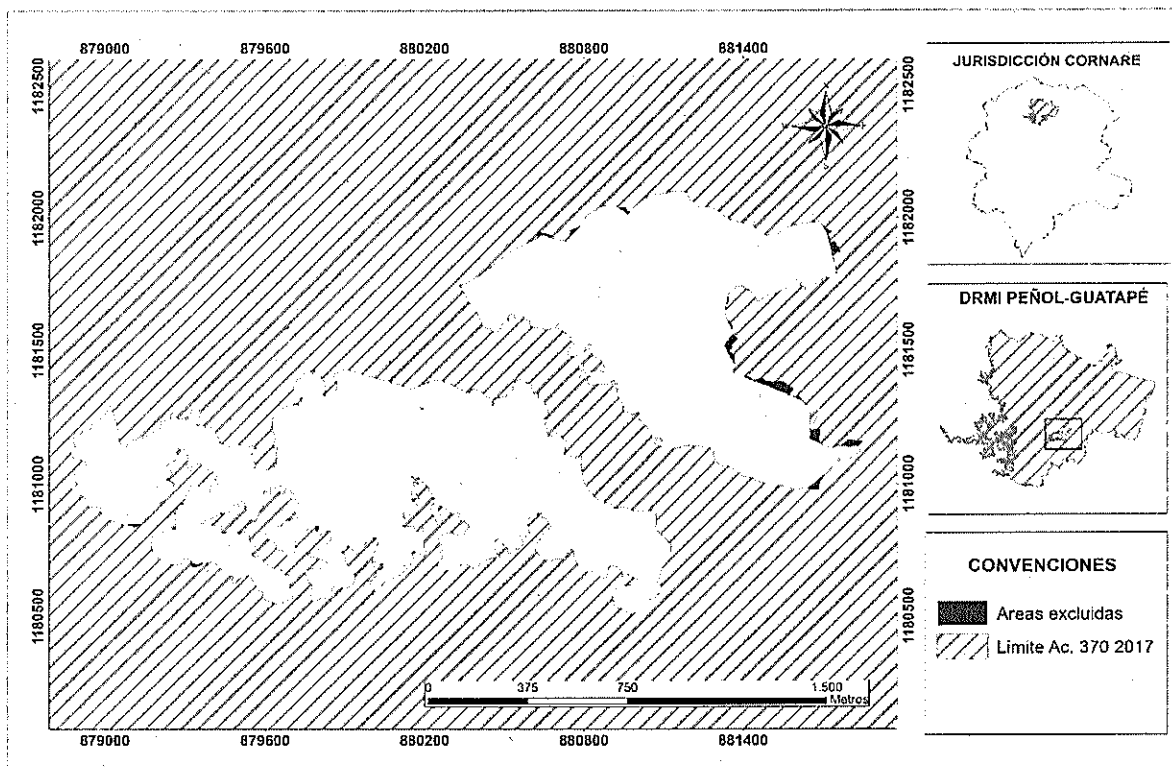 879000 879600 880200 880800 881400
1182500
1182000
1181500
1181000
1180500
1182500
1182000
1181500
1181000
1180500
0 375 750 1.500
Metros
879000 879600 880200 880800 881400
JURISDICCIÓN CORNARE
DRMI PEÑOL-GUATAPÉ
CONVENCIONES
Areas excluidas
Límite Ac. 370 2017